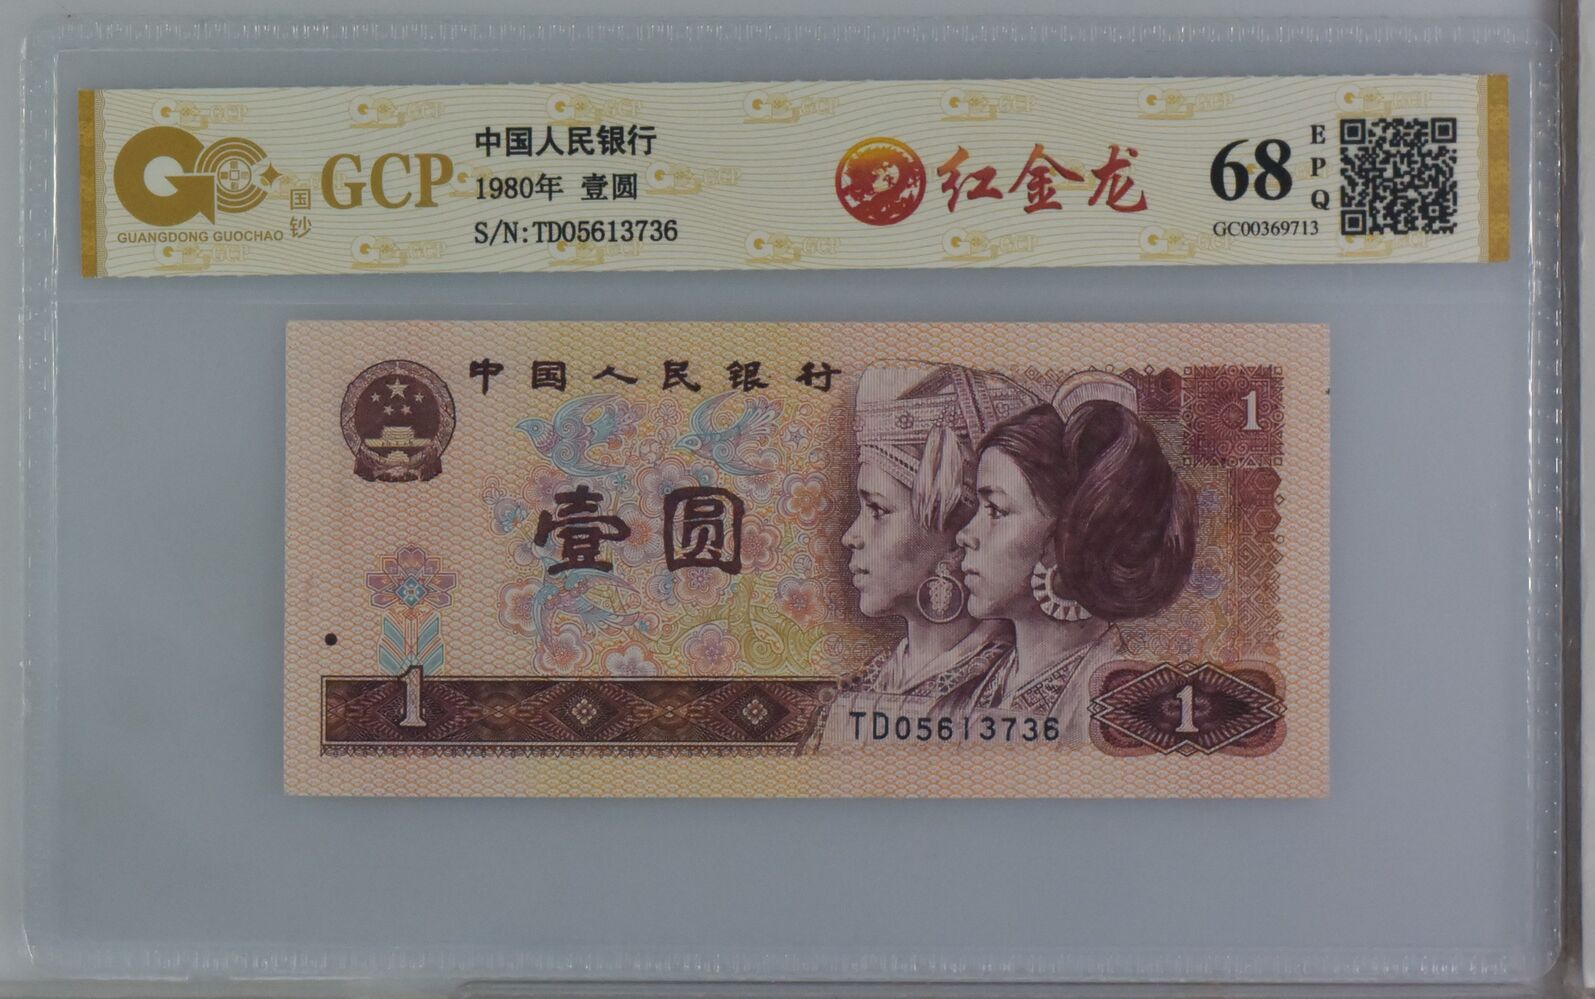 GCP
国钞
GUANGDONG GUOCHAO
中国人民银行
1980年 壹圆
S/N:TD05613736
红金龙
68
EPQ
GC00369713
中国人民银行
1
壹圆
1
TD05613736
1